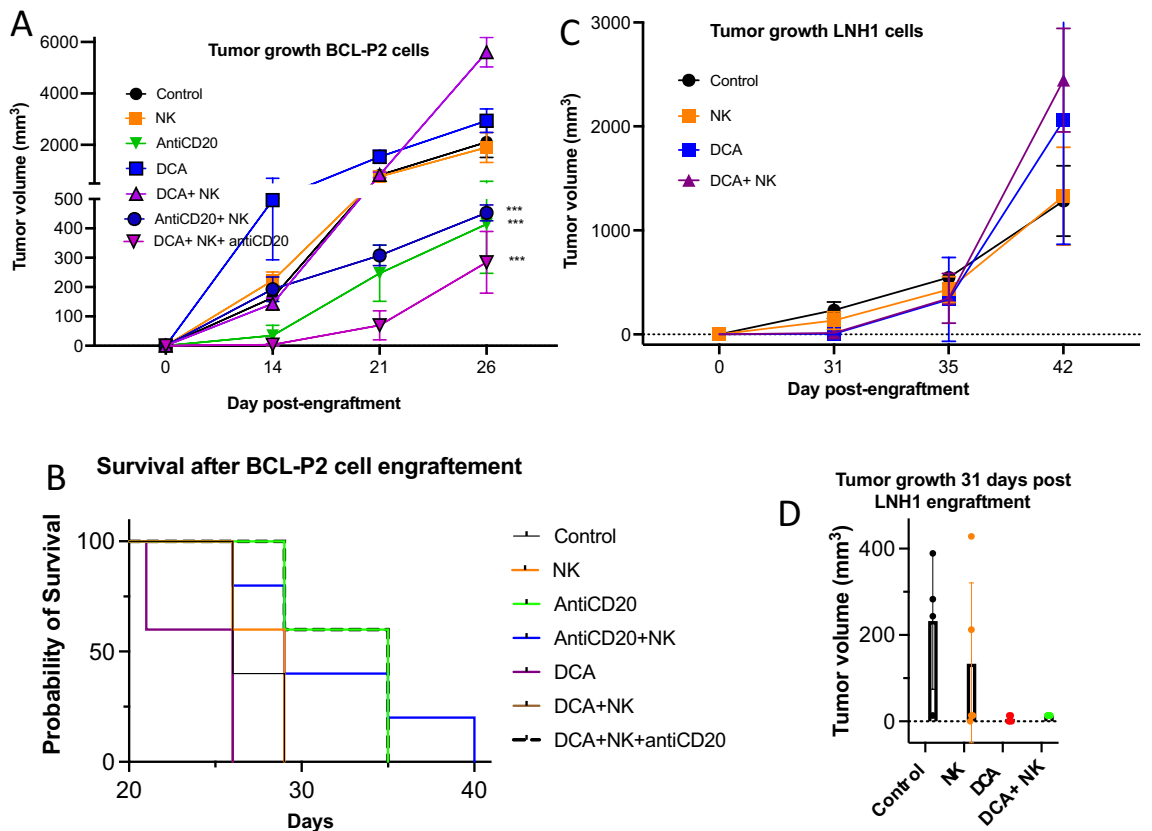 A
Tumor growth BCL-P2 cells
Tumor volume (mm3)
6000
4000
2000
500
400
300
200
100
0
Control
NK
AntiCD20
DCA
DCA+ NK
AntiCD20+ NK
DCA+ NK+ antiCD20
***
***
***
0 14 21 26
Day post-engraftment
C
Tumor growth LNH1 cells
Tumor volume (mm3)
3000
2000
1000
0
Control
NK
DCA
DCA+ NK
0 31 35 42
Day post-engraftment
B
Survival after BCL-P2 cell engraftement
Probability of Survival
100
50
0
20 30 40
Days
Control
NK
AntiCD20
AntiCD20+NK
DCA
DCA+NK
DCA+NK+antiCD20
D
Tumor growth 31 days post
LNH1 engraftment
Tumor volume (mm3)
400
200
0
Control
NK
DCA
DCA+ NK